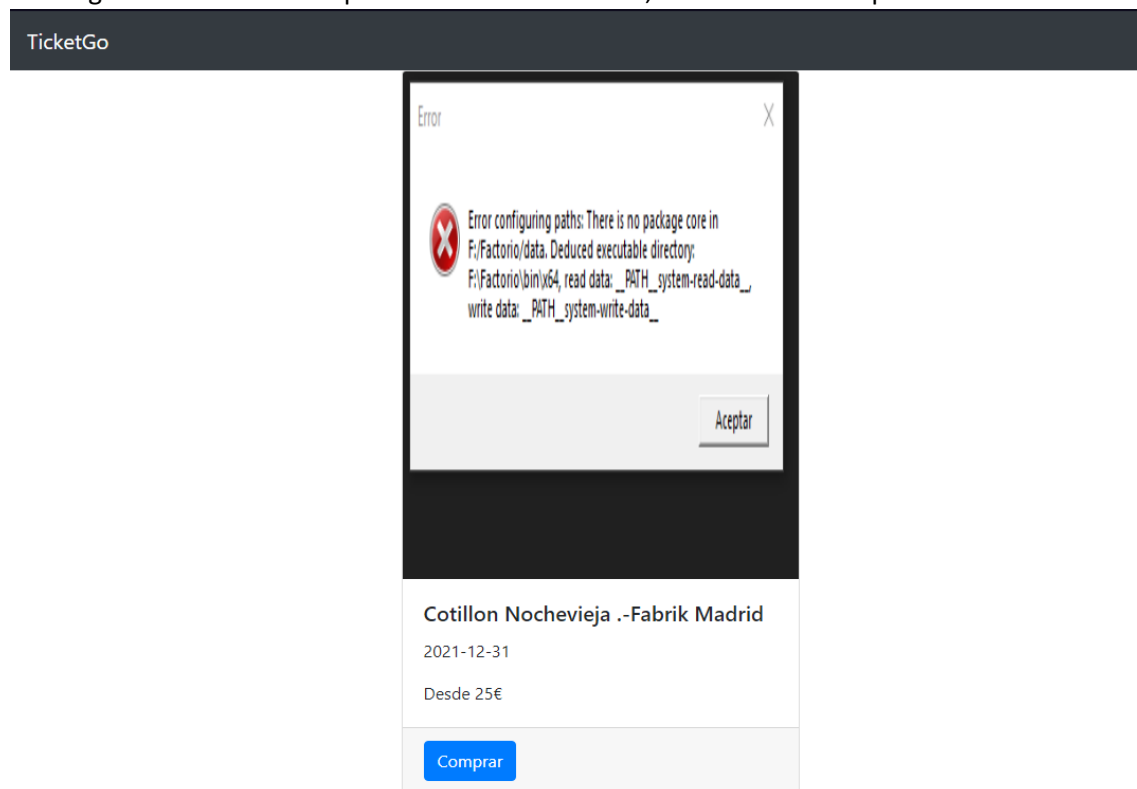 TicketGo
Error X
Error configuring paths: There is no package core in
F:/Factorio/data. Deduced executable directory:
F:\Factorio\bin\x64, read data: __PATH__system-read-data__,
write data: __PATH__system-write-data__
Aceptar
Cotillon Nochevieja .-Fabrik Madrid
2021-12-31
Desde 25€
Comprar